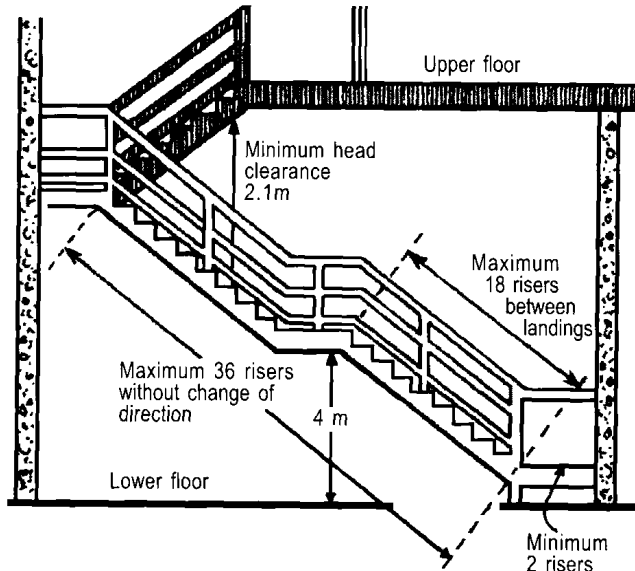 Upper floor
Minimum head
clearance
2.1m
Maximum
18 risers
between
landings
Maximum 36 risers
without change of
direction
4 m
Lower floor
Minimum
2 risers